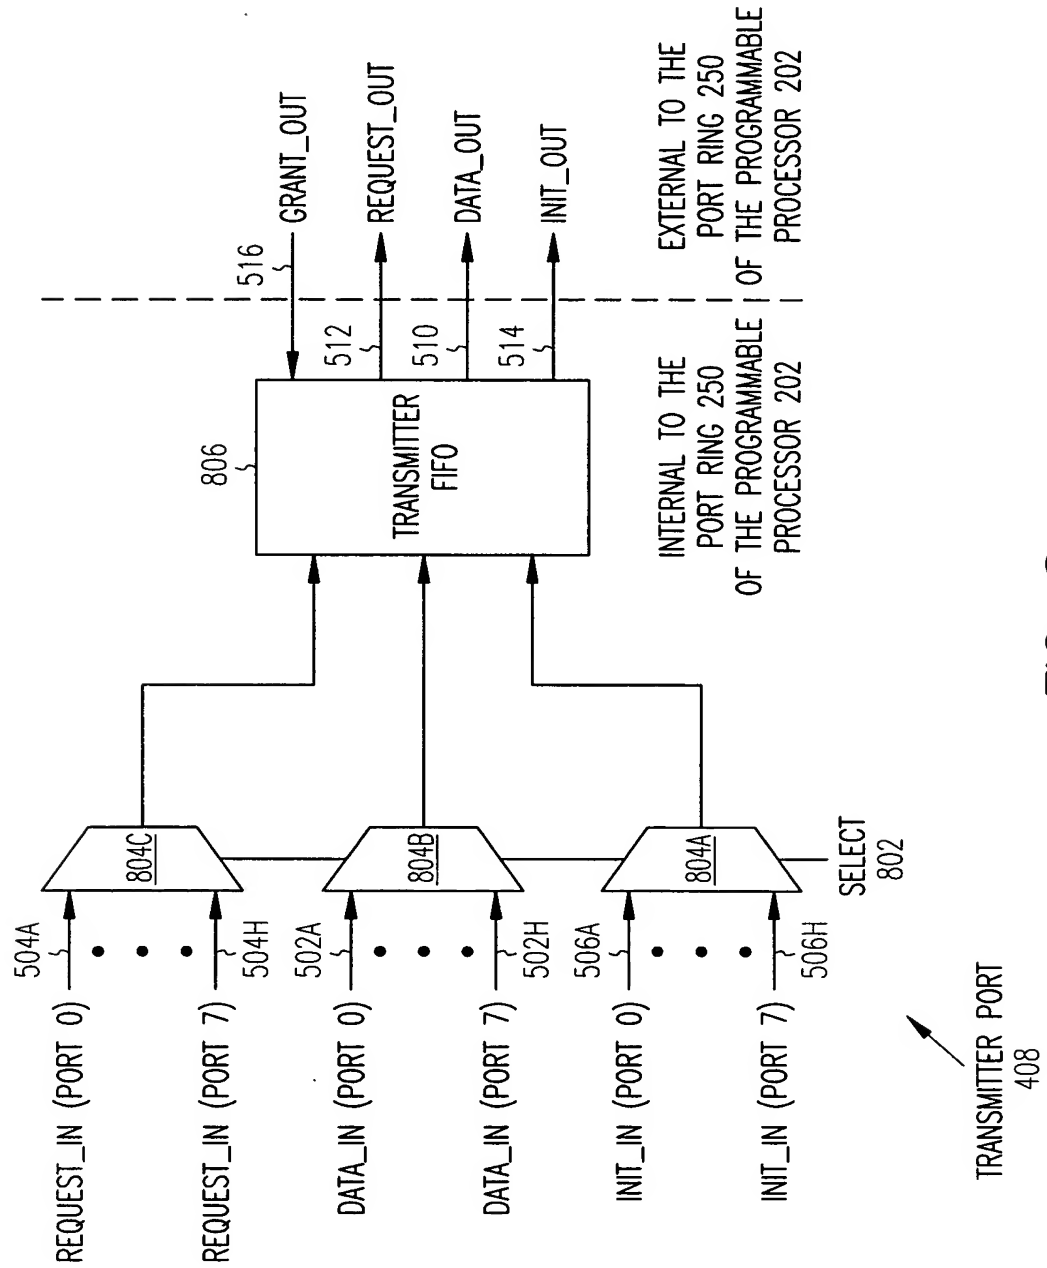 REQUEST_IN (PORT 0)
504A
REQUEST_IN (PORT 7)
504H
804C
DATA_IN (PORT 0)
502A
DATA_IN (PORT 7)
502H
804B
INIT_IN (PORT 0)
506A
INIT_IN (PORT 7)
506H
804A
SELECT
802
806
TRANSMITTER
FIFO
516
GRANT_OUT
512
REQUEST_OUT
510
DATA_OUT
514
INIT_OUT
INTERNAL TO THE
PORT RING 250
OF THE PROGRAMMABLE
PROCESSOR 202
EXTERNAL TO THE
PORT RING 250
OF THE PROGRAMMABLE
PROCESSOR 202
TRANSMITTER PORT
408